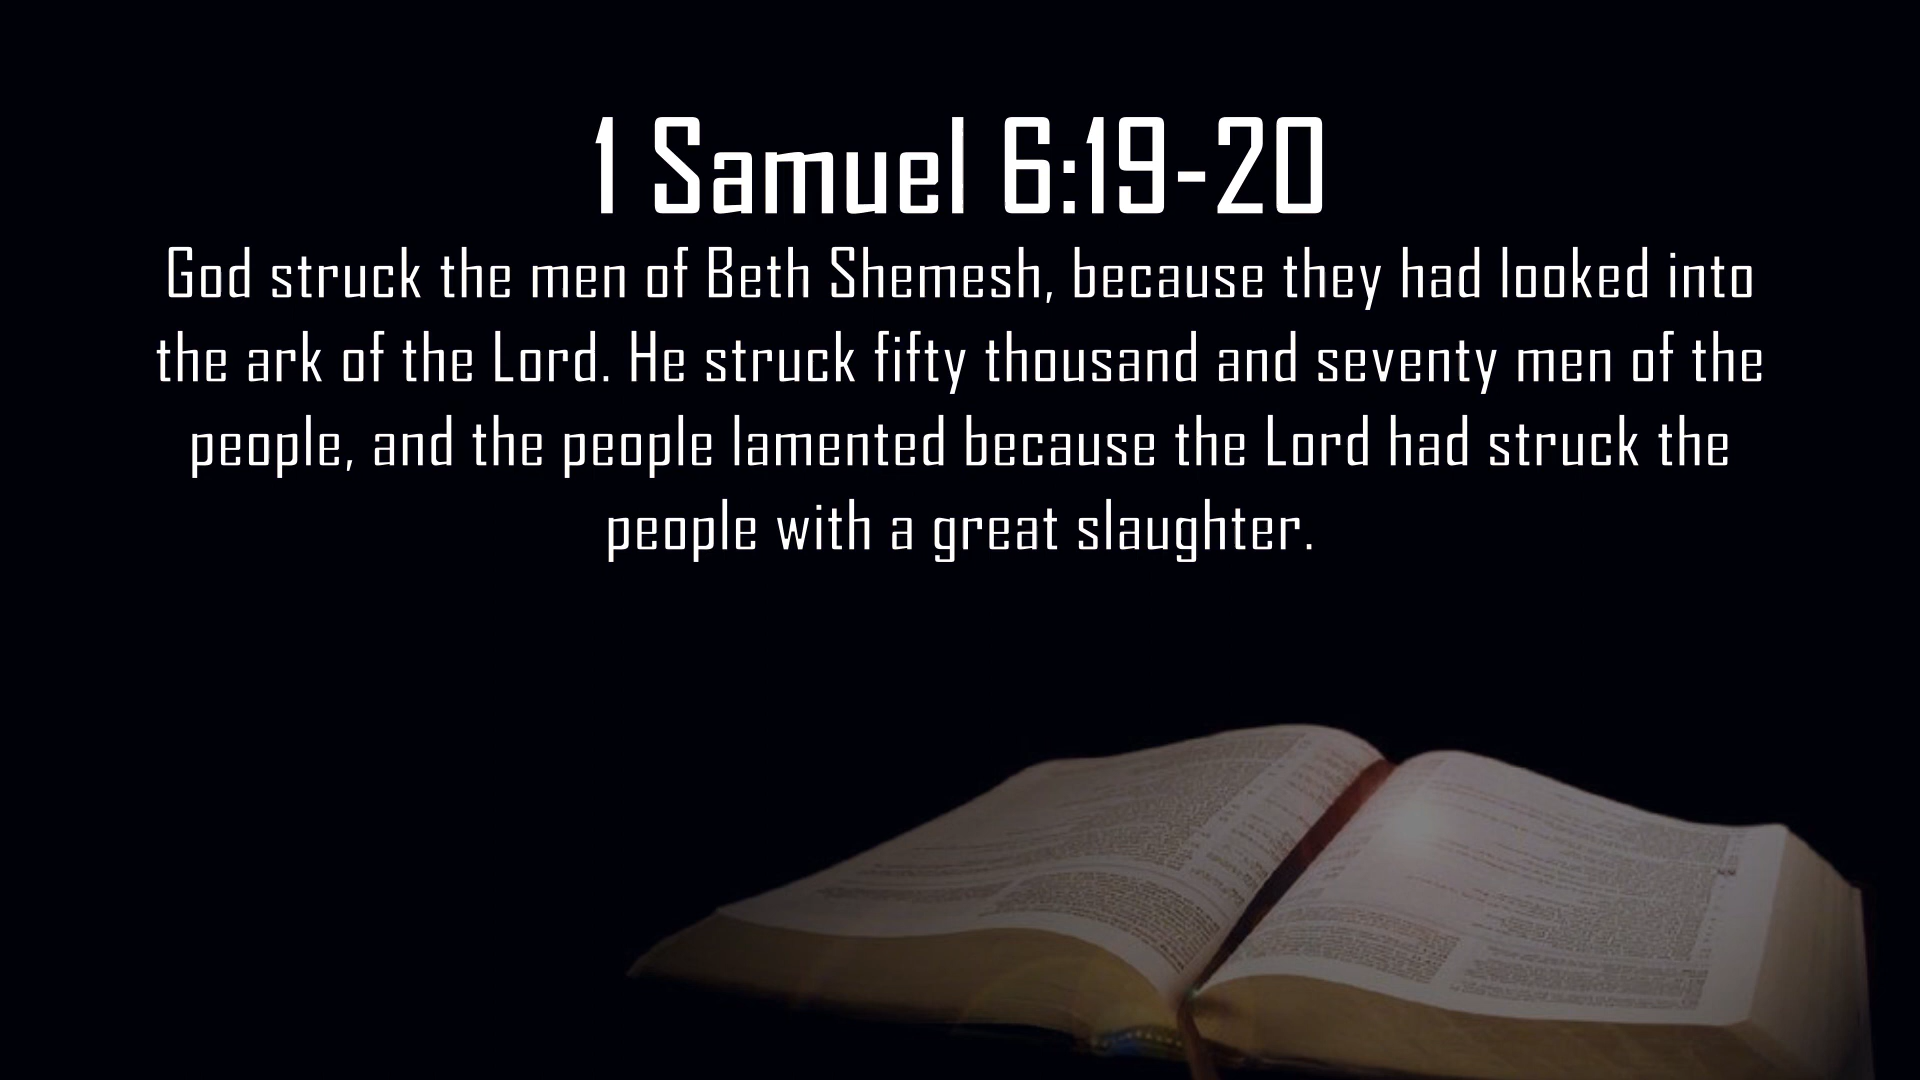 1 Samuel 6:19-20
God struck the men of Beth Shemesh, because they had looked into
the ark of the Lord. He struck fifty thousand and seventy men of the
people, and the people lamented because the Lord had struck the
people with a great slaughter.